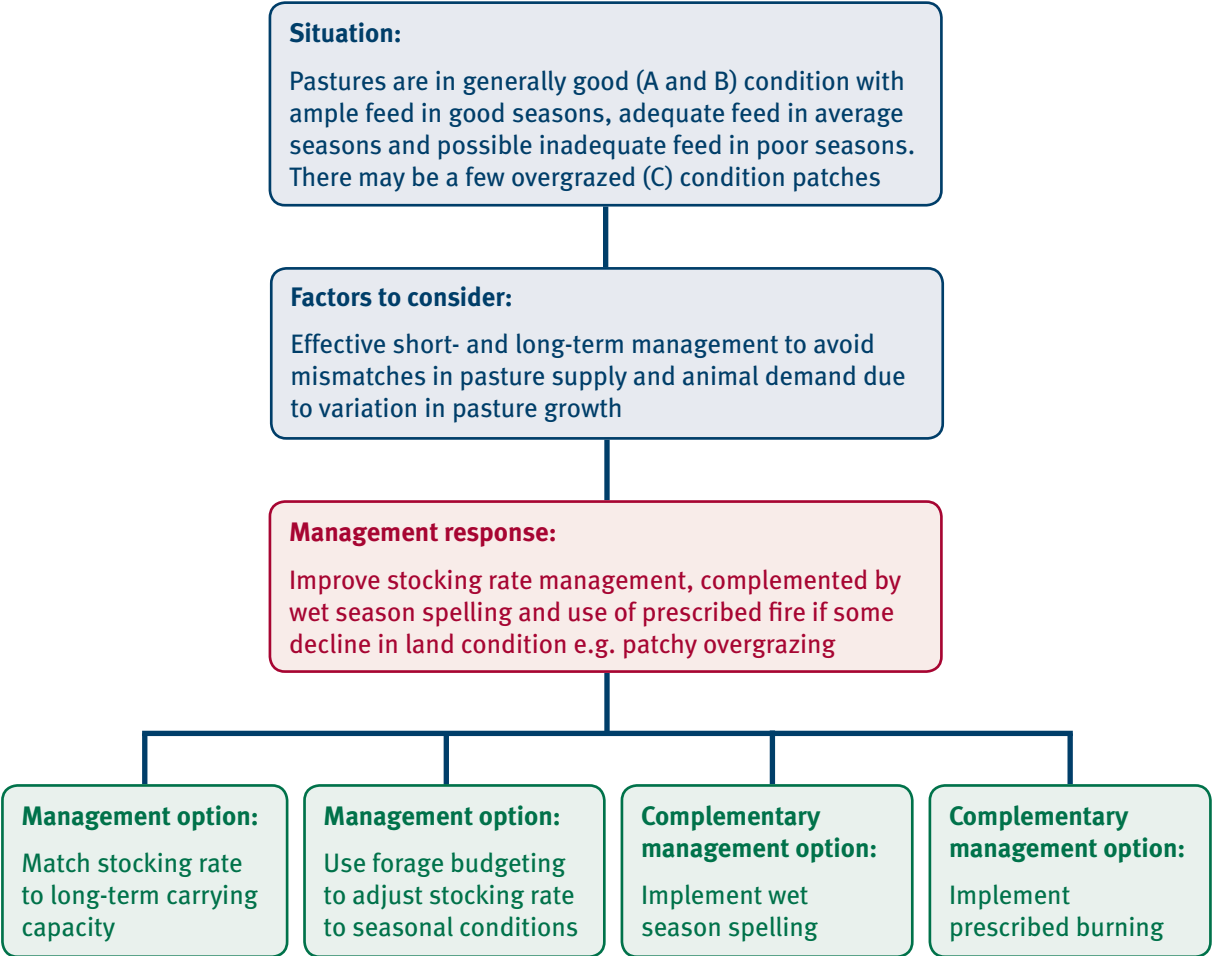 Situation:
Pastures are in generally good (A and B) condition with
ample feed in good seasons, adequate feed in average
seasons and possible inadequate feed in poor seasons.
There may be a few overgrazed (C) condition patches
Factors to consider:
Effective short- and long-term management to avoid
mismatches in pasture supply and animal demand due
to variation in pasture growth
Management response:
Improve stocking rate management, complemented by
wet season spelling and use of prescribed fire if some
decline in land condition e.g. patchy overgrazing
Management option:
Match stocking rate
to long-term carrying
capacity
Management option:
Use forage budgeting
to adjust stocking rate
to seasonal conditions
Complementary
management option:
Implement wet
season spelling
Complementary
management option:
Implement
prescribed burning